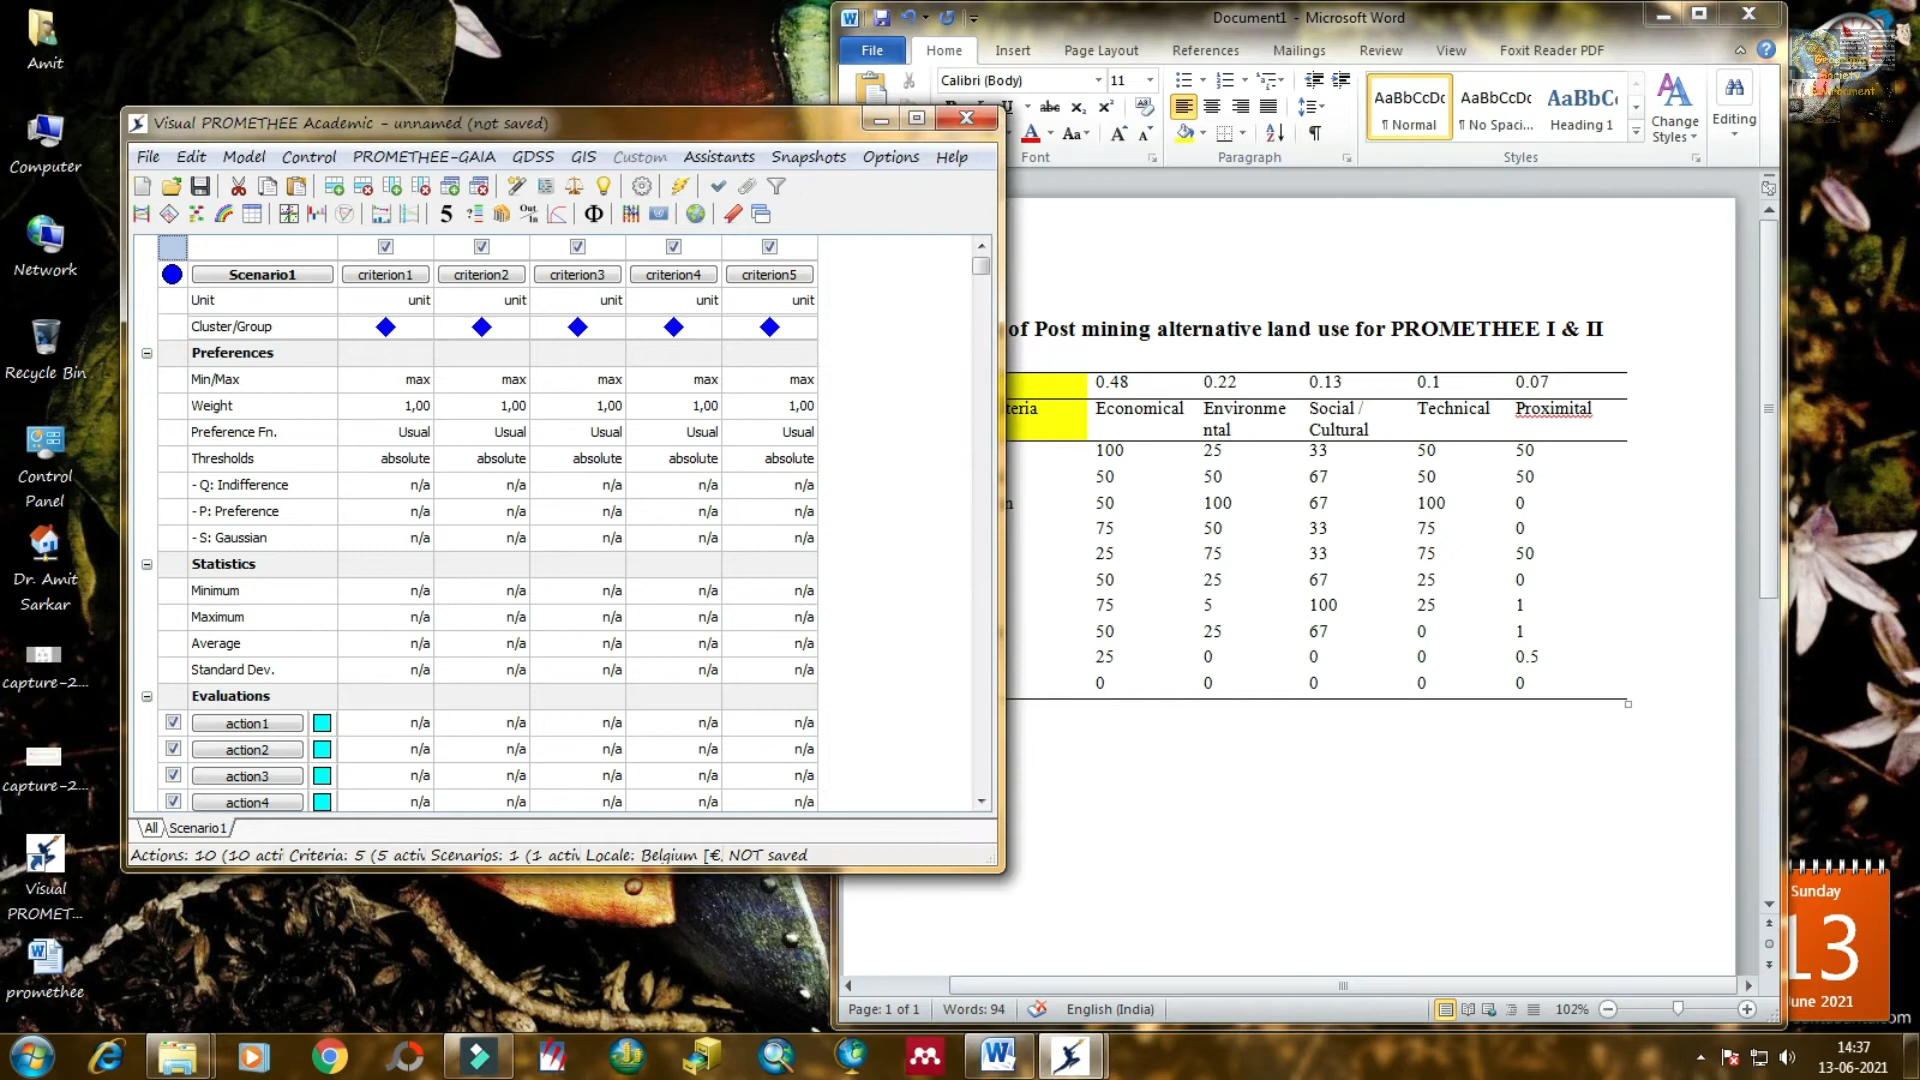 Amit
Computer
Network
Recycle Bin
Control
Panel
Dr. Amit
Sarkar
capture-2...
capture-2...
Visual
PROMET...
promethee
Visual PROMETHEE Academic - unnamed (not saved)
File Edit Model Control PROMETHEE-GAIA GDSS GIS Custom Assistants Snapshots Options Help
Scenario1 criterion1 criterion2 criterion3 criterion4 criterion5
Unit unit unit unit unit unit
Cluster/Group
Preferences
Min/Max max max max max max
Weight 1,00 1,00 1,00 1,00 1,00
Preference Fn. Usual Usual Usual Usual Usual
Thresholds absolute absolute absolute absolute absolute
- Q: Indifference n/a n/a n/a n/a n/a
- P: Preference n/a n/a n/a n/a n/a
- S: Gaussian n/a n/a n/a n/a n/a
Statistics
Minimum n/a n/a n/a n/a n/a
Maximum n/a n/a n/a n/a n/a
Average n/a n/a n/a n/a n/a
Standard Dev. n/a n/a n/a n/a n/a
Evaluations
action1 n/a n/a n/a n/a n/a
action2 n/a n/a n/a n/a n/a
action3 n/a n/a n/a n/a n/a
action4 n/a n/a n/a n/a n/a
All Scenario1
Actions: 10 (10 acti Criteria: 5 (5 activ Scenarios: 1 (1 activ Locale: Belgium [€, NOT saved
Document1 - Microsoft Word
File Home Insert Page Layout References Mailings Review View Foxit Reader PDF
Calibri (Body) 11
AaBbCcDc AaBbCcDc AaBbCc
¶ Normal ¶ No Spaci... Heading 1
Change
Styles
Editing
Font Paragraph Styles
of Post mining alternative land use for PROMETHEE I & II
0.48 0.22 0.13 0.1 0.07
teria Economical Environme Social / Technical Proximital
ntal Cultural
100 25 33 50 50
50 50 67 50 50
n 50 100 67 100 0
75 50 33 75 0
25 75 33 75 50
50 25 67 25 0
75 5 100 25 1
50 25 67 0 1
25 0 0 0 0.5
0 0 0 0 0
Page: 1 of 1 Words: 94 English (India) 102%
Society
Environment
Sunday
13
June 2021
14:37
13-06-2021